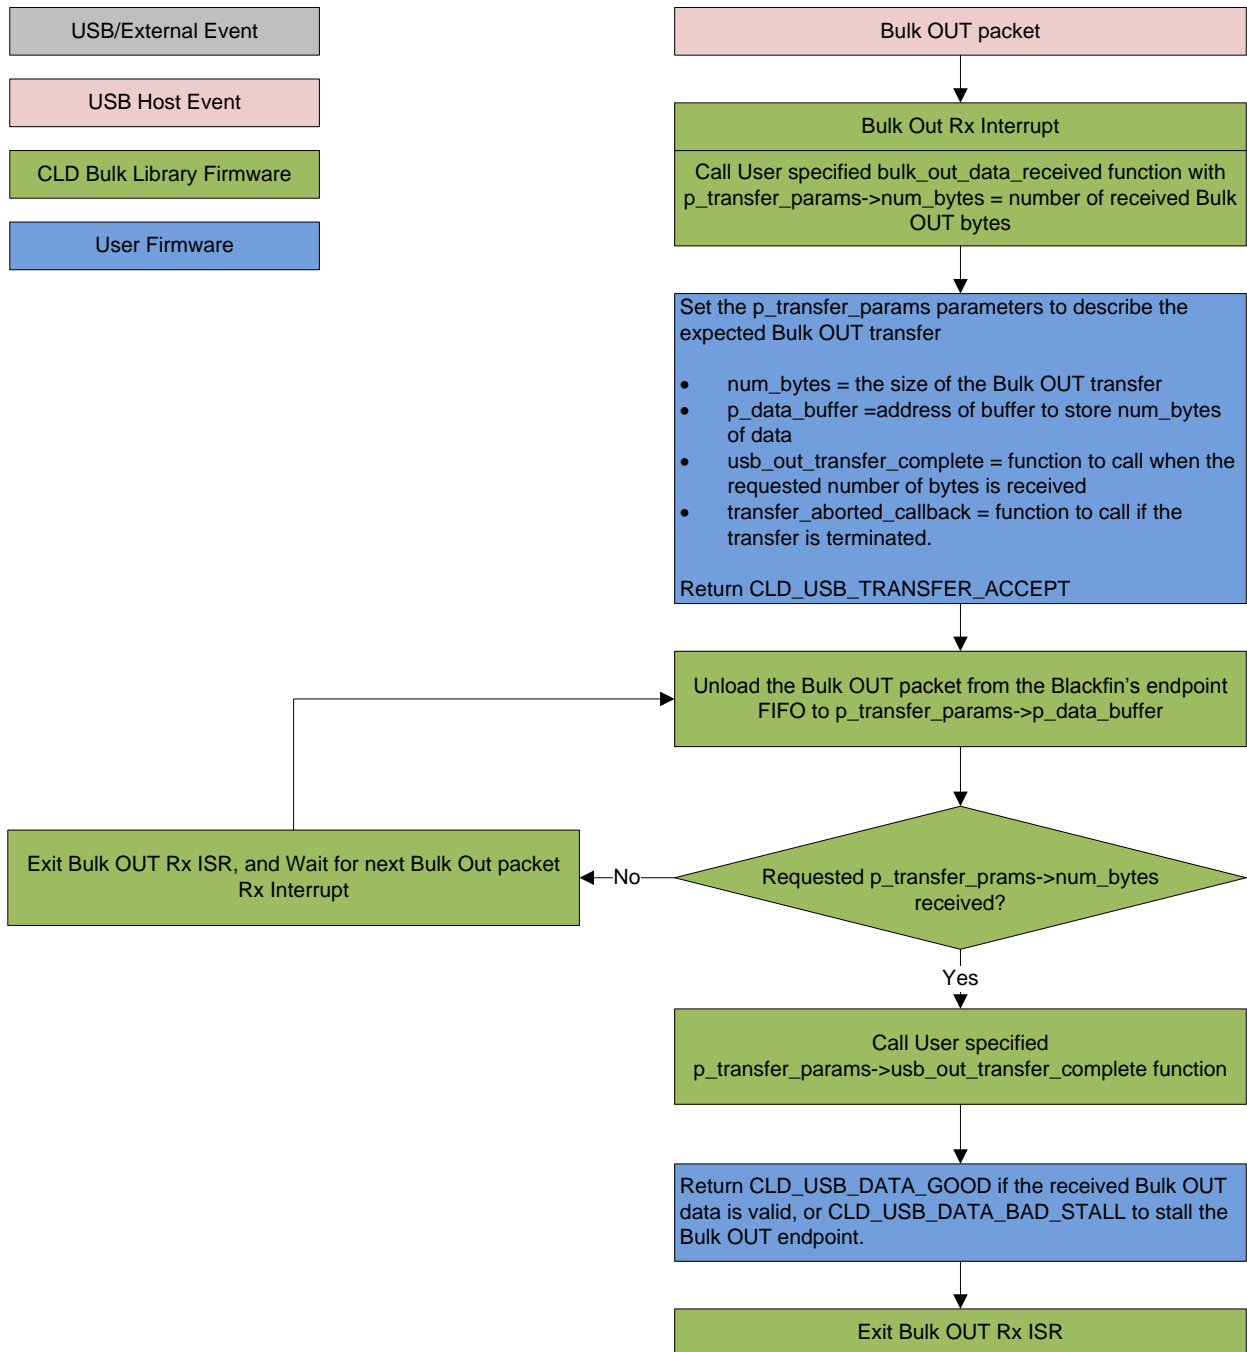 USB/External Event
USB Host Event
CLD Bulk Library Firmware
User Firmware
Bulk OUT packet
Bulk Out Rx Interrupt
Call User specified bulk_out_data_received function with
p_transfer_params->num_bytes = number of received Bulk
OUT bytes
Set the p_transfer_params parameters to describe the
expected Bulk OUT transfer
• num_bytes = the size of the Bulk OUT transfer
• p_data_buffer =address of buffer to store num_bytes
of data
• usb_out_transfer_complete = function to call when the
requested number of bytes is received
• transfer_aborted_callback = function to call if the
transfer is terminated.
Return CLD_USB_TRANSFER_ACCEPT
Unload the Bulk OUT packet from the Blackfin's endpoint
FIFO to p_transfer_params->p_data_buffer
Exit Bulk OUT Rx ISR, and Wait for next Bulk Out packet
Rx Interrupt
No
Requested p_transfer_prams->num_bytes
received?
Yes
Call User specified
p_transfer_params->usb_out_transfer_complete function
Return CLD_USB_DATA_GOOD if the received Bulk OUT
data is valid, or CLD_USB_DATA_BAD_STALL to stall the
Bulk OUT endpoint.
Exit Bulk OUT Rx ISR